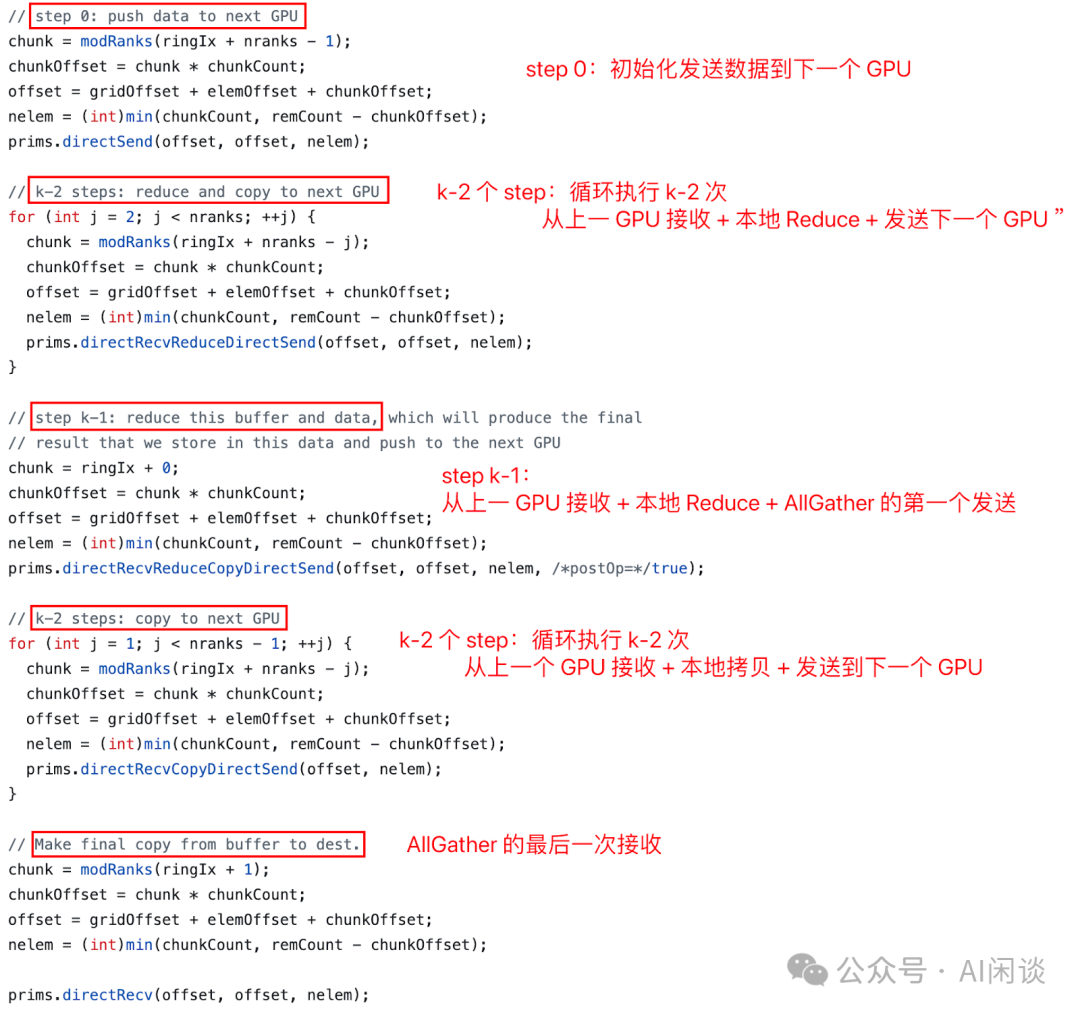 // step 0: push data to next GPU
chunk = modRanks(ringIx + nranks - 1);
chunkOffset = chunk * chunkCount;
step 0：初始化发送数据到下一个 GPU
offset = gridOffset + elemOffset + chunkOffset;
nelem = (int)min(chunkCount, remCount - chunkOffset);
prims.directSend(offset, offset, nelem);
// k-2 steps: reduce and copy to next GPU
k-2 个 step：循环执行 k-2 次
for (int j = 2; j < nranks; ++j) {
从上一 GPU 接收 + 本地 Reduce + 发送下一个 GPU ”
chunk = modRanks(ringIx + nranks - j);
chunkOffset = chunk * chunkCount;
offset = gridOffset + elemOffset + chunkOffset;
nelem = (int)min(chunkCount, remCount - chunkOffset);
prims.directRecvReduceDirectSend(offset, offset, nelem);
}
// step k-1: reduce this buffer and data, which will produce the final
// result that we store in this data and push to the next GPU
chunk = ringIx + 0;
step k-1：
chunkOffset = chunk * chunkCount;
从上一 GPU 接收 + 本地 Reduce + AllGather 的第一个发送
offset = gridOffset + elemOffset + chunkOffset;
nelem = (int)min(chunkCount, remCount - chunkOffset);
prims.directRecvReduceCopyDirectSend(offset, offset, nelem, /*postOp=*/true);
// k-2 steps: copy to next GPU
for (int j = 1; j < nranks - 1; ++j) {
k-2 个 step：循环执行 k-2 次
chunk = modRanks(ringIx + nranks - j);
从上一个 GPU 接收 + 本地拷贝 + 发送到下一个 GPU
chunkOffset = chunk * chunkCount;
offset = gridOffset + elemOffset + chunkOffset;
nelem = (int)min(chunkCount, remCount - chunkOffset);
prims.directRecvCopyDirectSend(offset, nelem);
}
// Make final copy from buffer to dest.
AllGather 的最后一次接收
chunk = modRanks(ringIx + 1);
chunkOffset = chunk * chunkCount;
offset = gridOffset + elemOffset + chunkOffset;
nelem = (int)min(chunkCount, remCount - chunkOffset);
公众号 · AI闲谈
prims.directRecv(offset, offset, nelem);